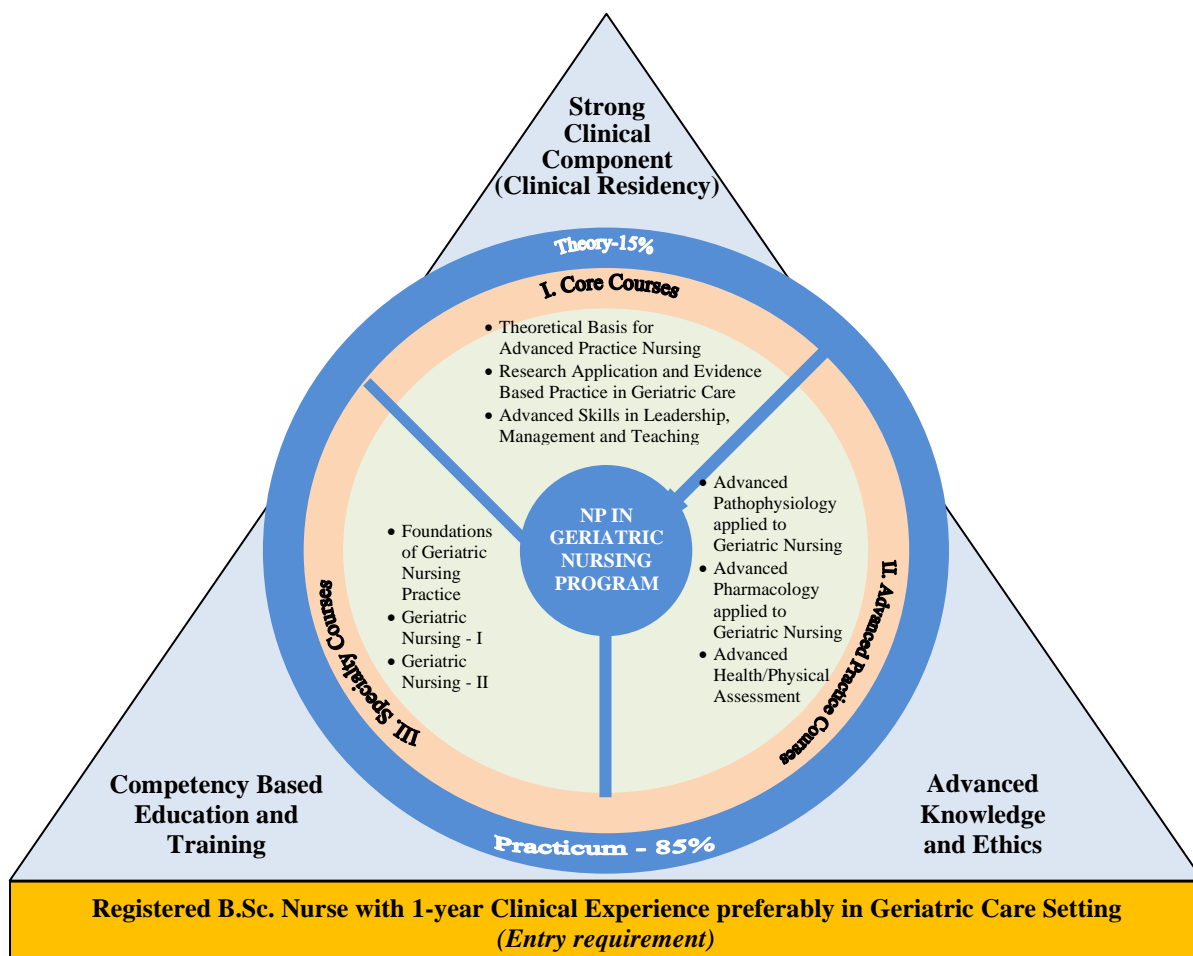 Strong
Clinical
Component
(Clinical Residency)
Theory-15%
I. Core Courses
• Theoretical Basis for
Advanced Practice Nursing
• Research Application and Evidence
Based Practice in Geriatric Care
• Advanced Skills in Leadership,
Management and Teaching
NP IN
GERIATRIC
NURSING
PROGRAM
• Advanced
Pathophysiology
applied to
Geriatric Nursing
• Advanced
Pharmacology
applied to
Geriatric Nursing
• Advanced
Health/Physical
Assessment
II. Advanced Practice Courses
• Foundations
of Geriatric
Nursing
Practice
• Geriatric
Nursing - I
• Geriatric
Nursing - II
III. Specialty Courses
Competency Based
Education and
Training
Practicum - 85%
Advanced
Knowledge
and Ethics
Registered B.Sc. Nurse with 1-year Clinical Experience preferably in Geriatric Care Setting
(Entry requirement)